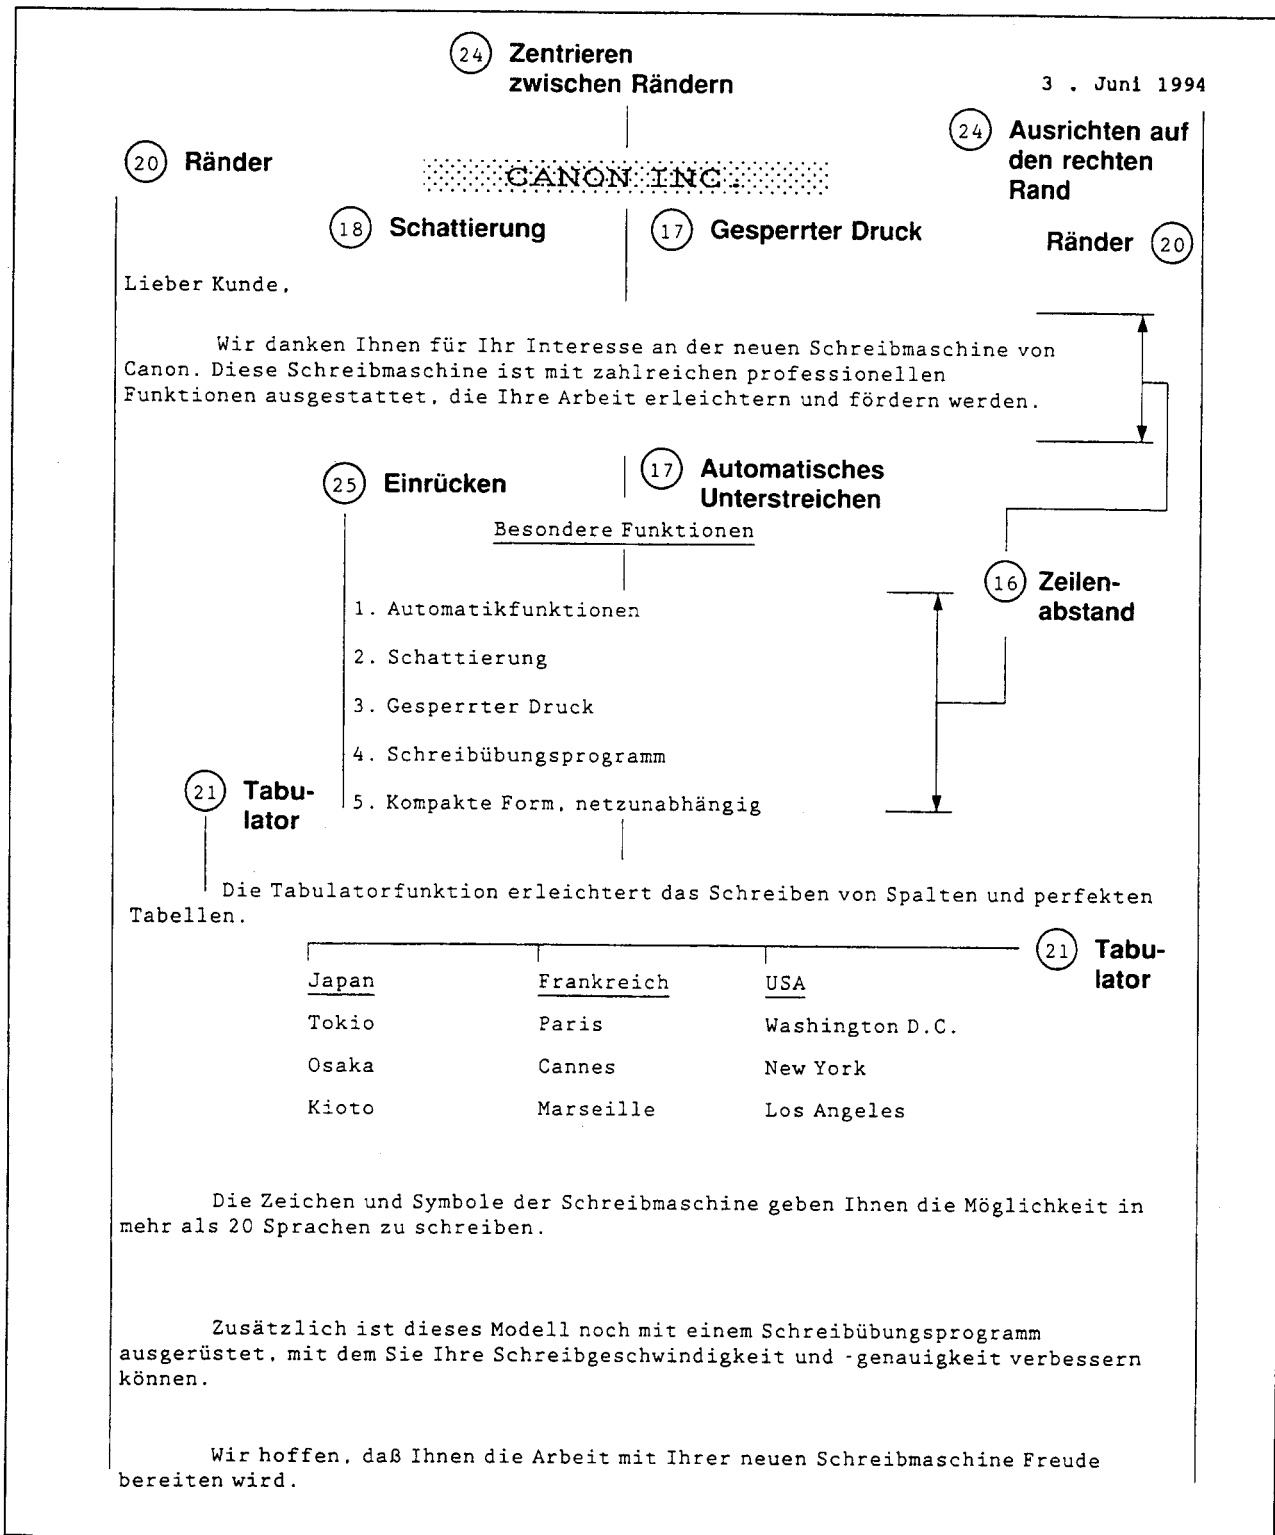 24 Zentrieren
zwischen Rändern
3 . Juni 1994
24 Ausrichten auf
den rechten
Rand
20 Ränder
CANON INC.
18 Schattierung
17 Gesperrter Druck
Ränder 20
Lieber Kunde,
Wir danken Ihnen für Ihr Interesse an der neuen Schreibmaschine von
Canon. Diese Schreibmaschine ist mit zahlreichen professionellen
Funktionen ausgestattet, die Ihre Arbeit erleichtern und fördern werden.
25 Einrücken
17 Automatisches
Unterstreichen
Besondere Funktionen
16 Zeilen-
abstand
1. Automatikfunktionen
2. Schattierung
3. Gesperrter Druck
4. Schreibübungsprogramm
21 Tabu-
lator
5. Kompakte Form, netzunabhängig
Die Tabulatorfunktion erleichtert das Schreiben von Spalten und perfekten
Tabellen.
21 Tabu-
lator
Japan Frankreich USA
Tokio Paris Washington D.C.
Osaka Cannes New York
Kioto Marseille Los Angeles
Die Zeichen und Symbole der Schreibmaschine geben Ihnen die Möglichkeit in
mehr als 20 Sprachen zu schreiben.
Zusätzlich ist dieses Modell noch mit einem Schreibübungsprogramm
ausgerüstet, mit dem Sie Ihre Schreibgeschwindigkeit und -genauigkeit verbessern
können.
Wir hoffen, daß Ihnen die Arbeit mit Ihrer neuen Schreibmaschine Freude
bereiten wird.